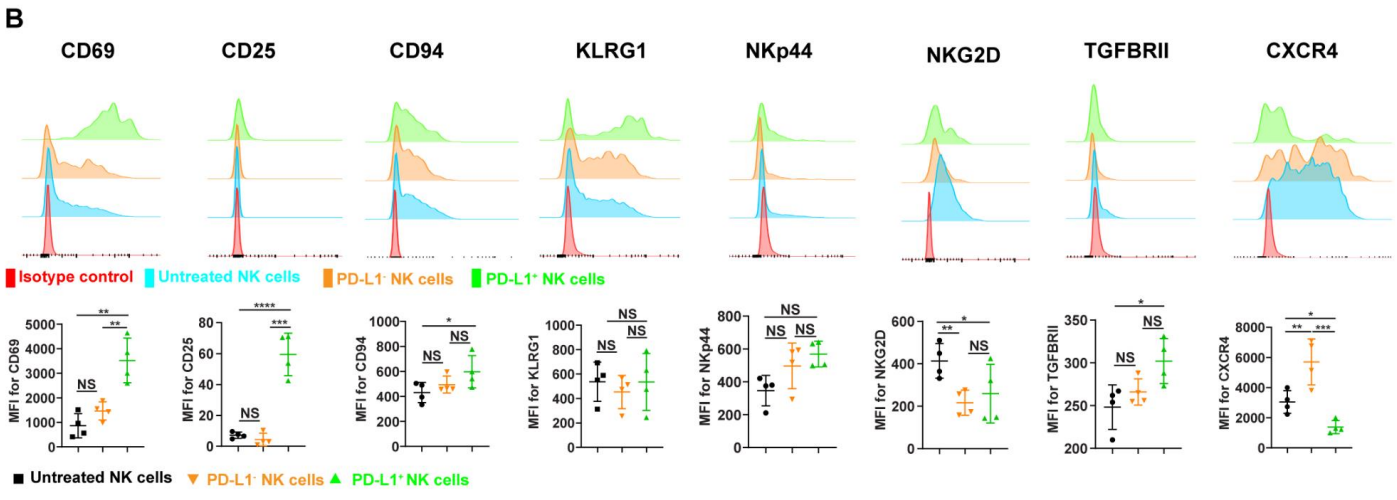 B
CD69 CD25 CD94 KLRG1 NKp44 NKG2D TGFBRII CXCR4
Isotype control Untreated NK cells PD-L1⁻ NK cells PD-L1⁺ NK cells
MFI for CD69
5000
4000
3000
2000
1000
0
**
**
NS
MFI for CD25
80
60
40
20
0
****
***
NS
MFI for CD94
1000
800
600
400
200
0
*
NS
NS
MFI for KLRG1
1000
800
600
400
200
0
NS
NS
NS
MFI for NKp44
800
600
400
200
0
NS
NS
NS
MFI for NKG2D
600
400
200
0
*
**
NS
MFI for TGFBRII
350
300
250
200
*
NS
NS
MFI for CXCR4
8000
6000
4000
2000
0
*
**
***
Untreated NK cells PD-L1⁻ NK cells PD-L1⁺ NK cells